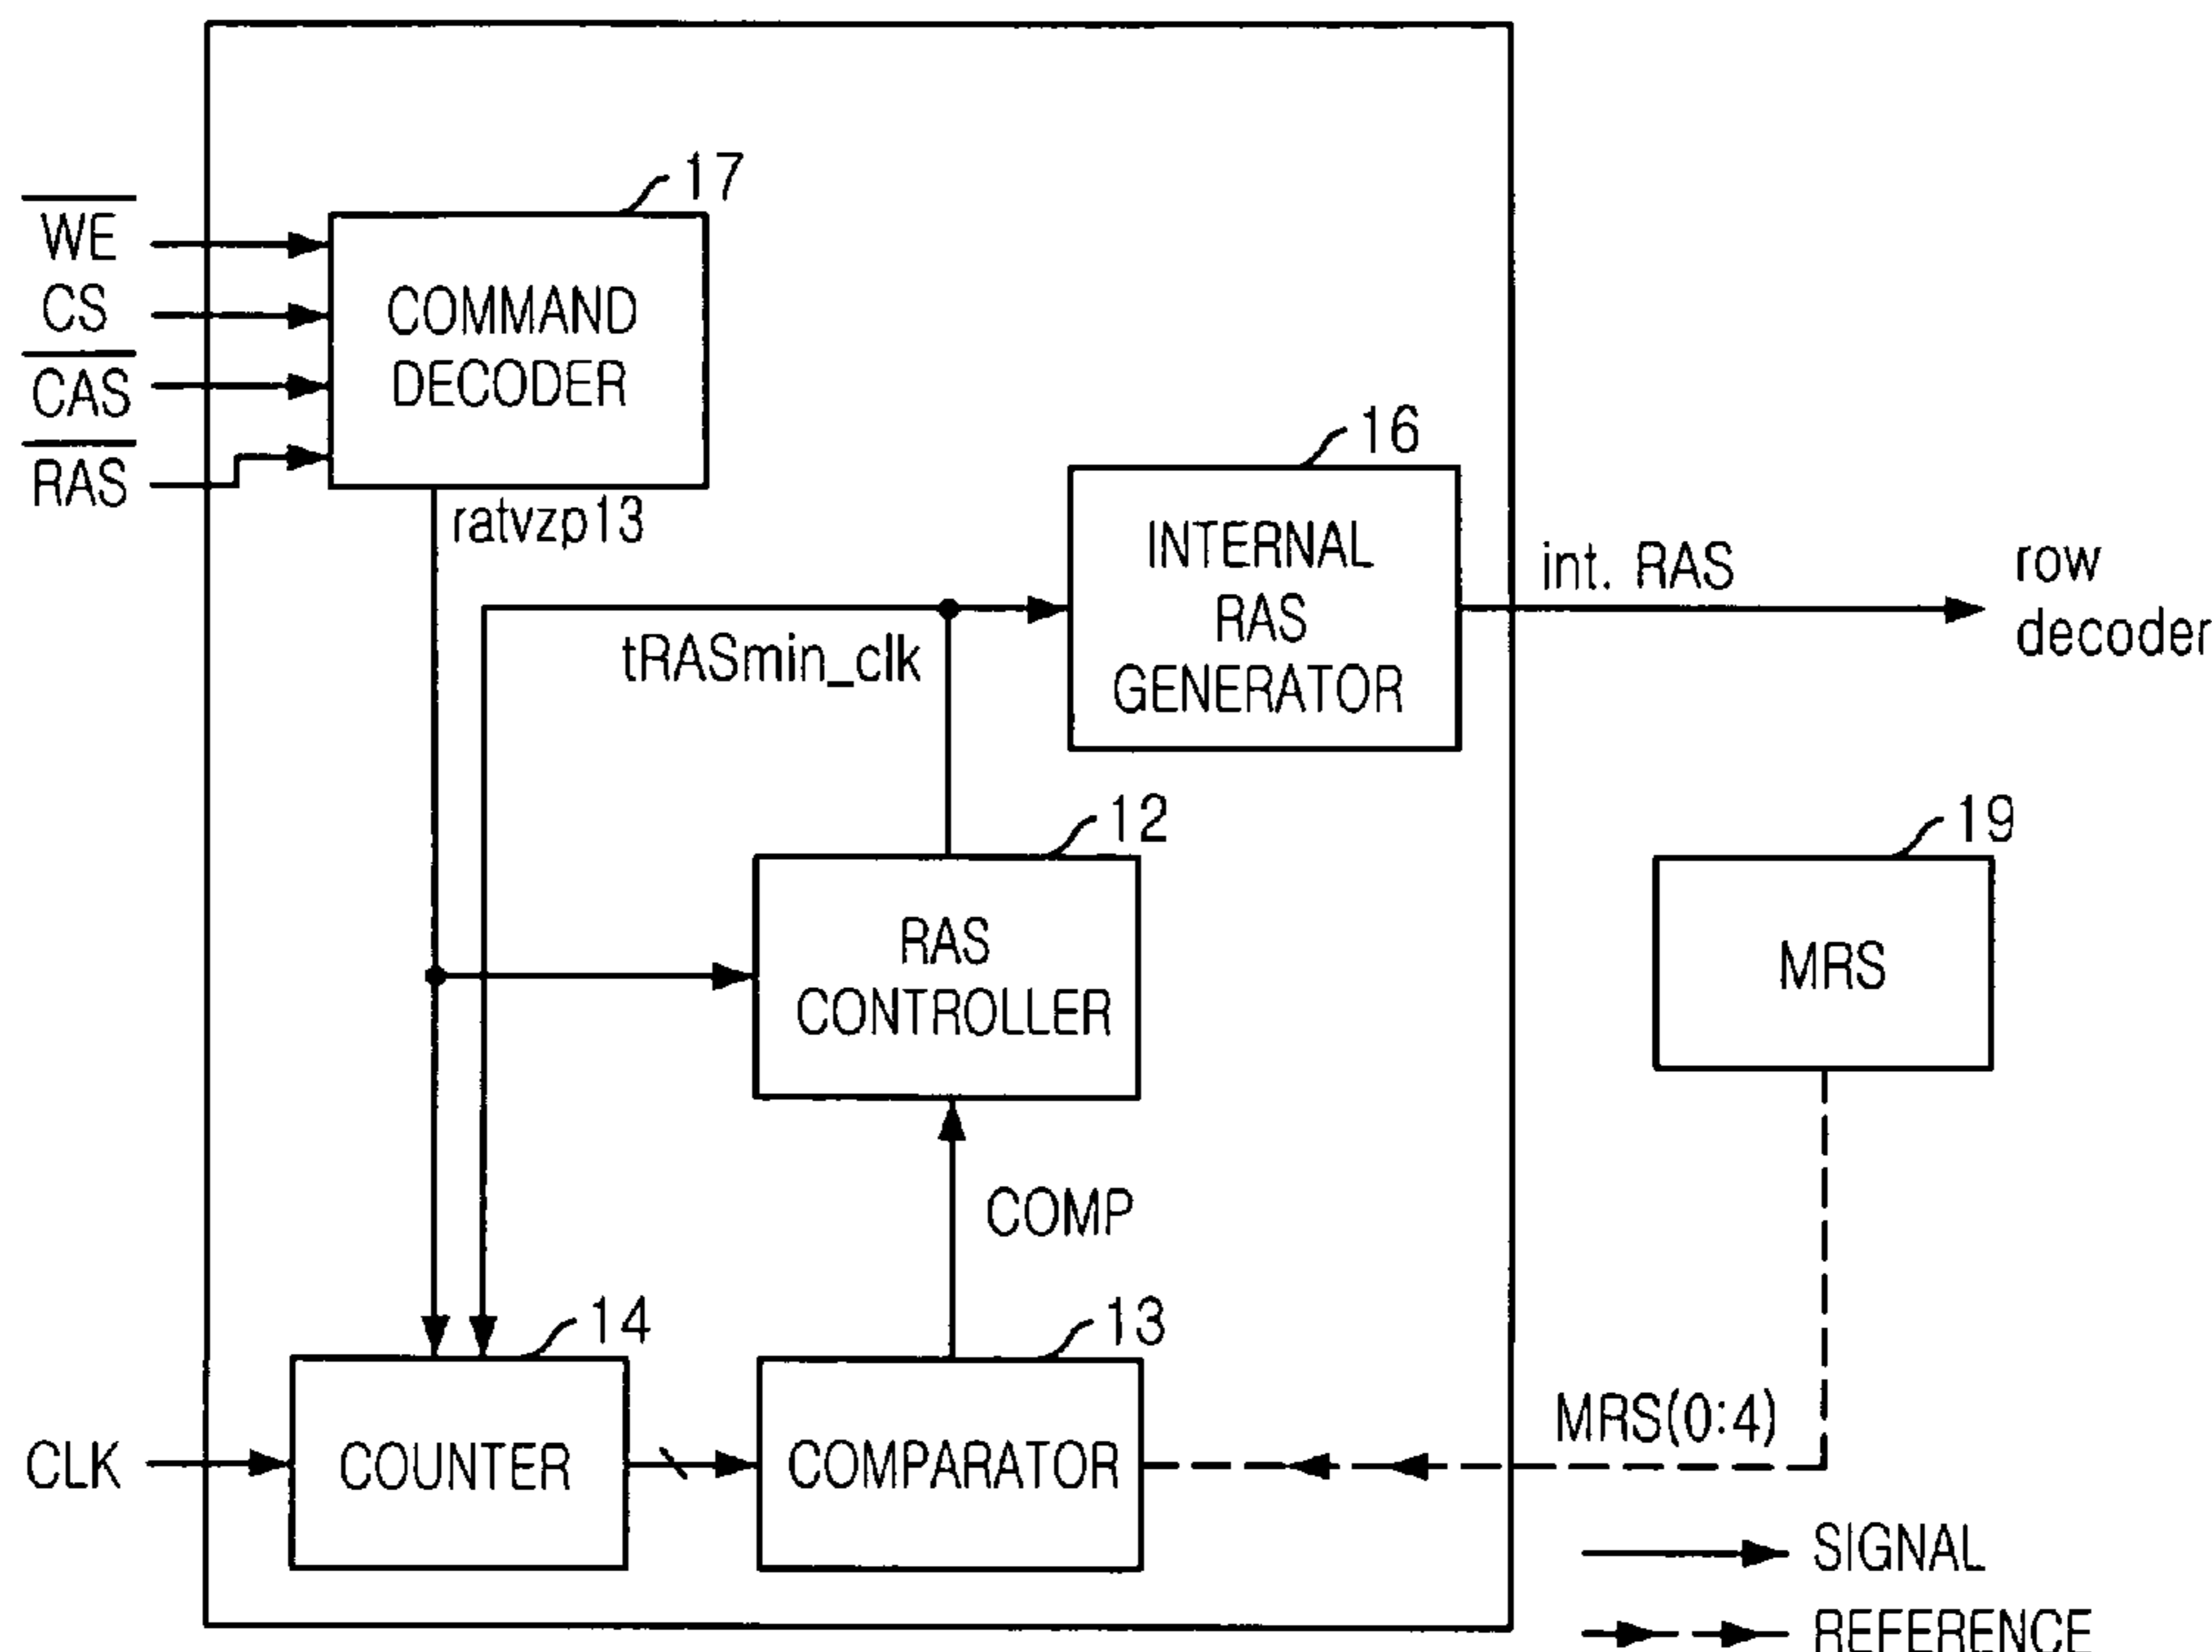 17
WE
CS
CAS
RAS
COMMAND
DECODER
ratvzp13
16
INTERNAL
RAS
GENERATOR
int. RAS
row
decoder
tRASmin_clk
12
RAS
CONTROLLER
19
MRS
COMP
14
13
CLK
COUNTER
COMPARATOR
MRS(0:4)
SIGNAL
REFERENCE